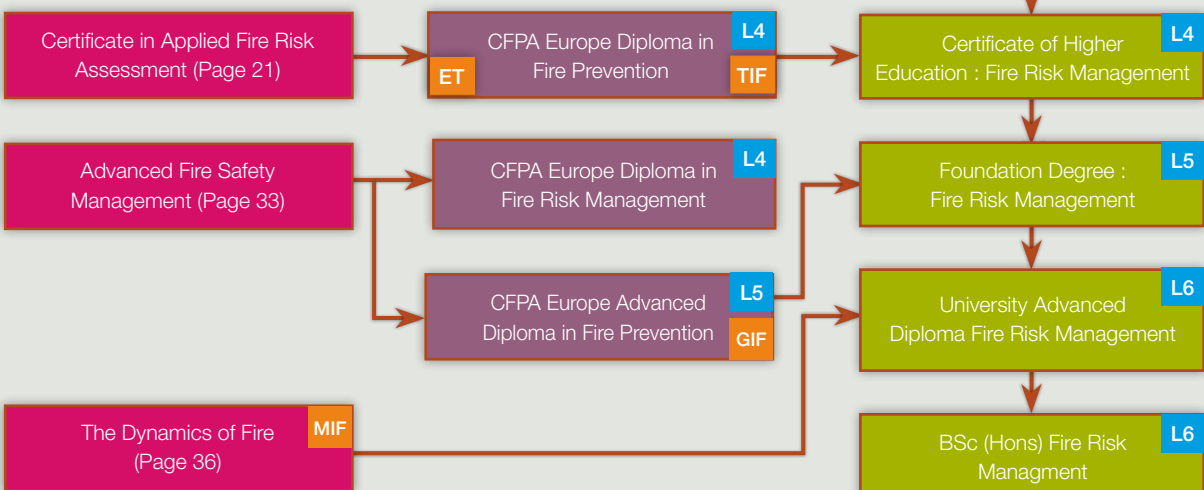 Certificate in Applied Fire Risk
Assessment (Page 21)
CFPA Europe Diploma in
Fire Prevention
L4
ET
TIF
Certificate of Higher
Education : Fire Risk Management
L4
Advanced Fire Safety
Management (Page 33)
CFPA Europe Diploma in
Fire Risk Management
L4
Foundation Degree :
Fire Risk Management
L5
CFPA Europe Advanced
Diploma in Fire Prevention
L5
GIF
University Advanced
Diploma Fire Risk Management
L6
The Dynamics of Fire
(Page 36)
MIF
BSc (Hons) Fire Risk
Managment
L6